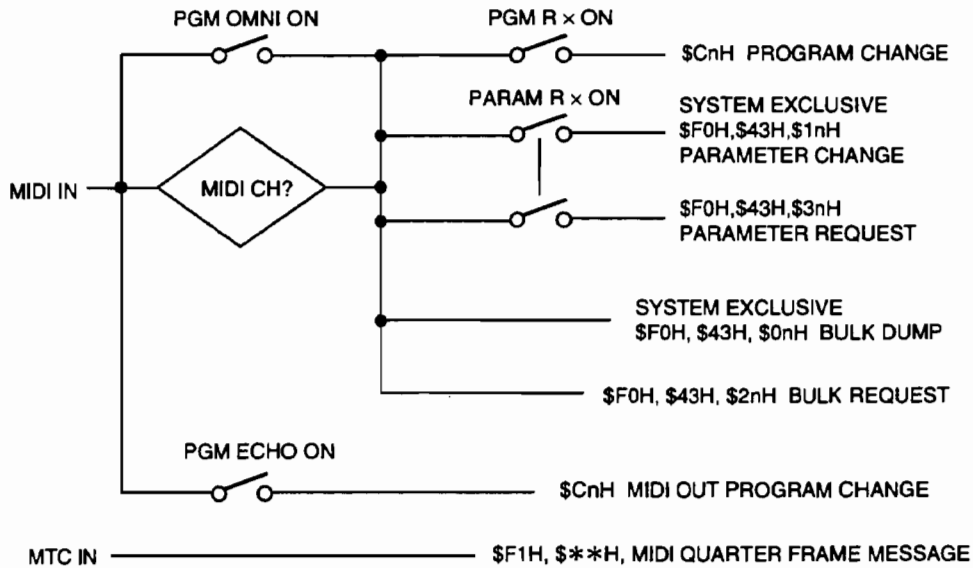 PGM OMNI ON
PGM R × ON
$CnH PROGRAM CHANGE
PARAM R × ON
SYSTEM EXCLUSIVE
$F0H,$43H,$1nH
PARAMETER CHANGE
MIDI IN
MIDI CH?
$F0H,$43H,$3nH
PARAMETER REQUEST
SYSTEM EXCLUSIVE
$F0H, $43H, $0nH BULK DUMP
$F0H, $43H, $2nH BULK REQUEST
PGM ECHO ON
$CnH MIDI OUT PROGRAM CHANGE
MTC IN
$F1H, $**H, MIDI QUARTER FRAME MESSAGE